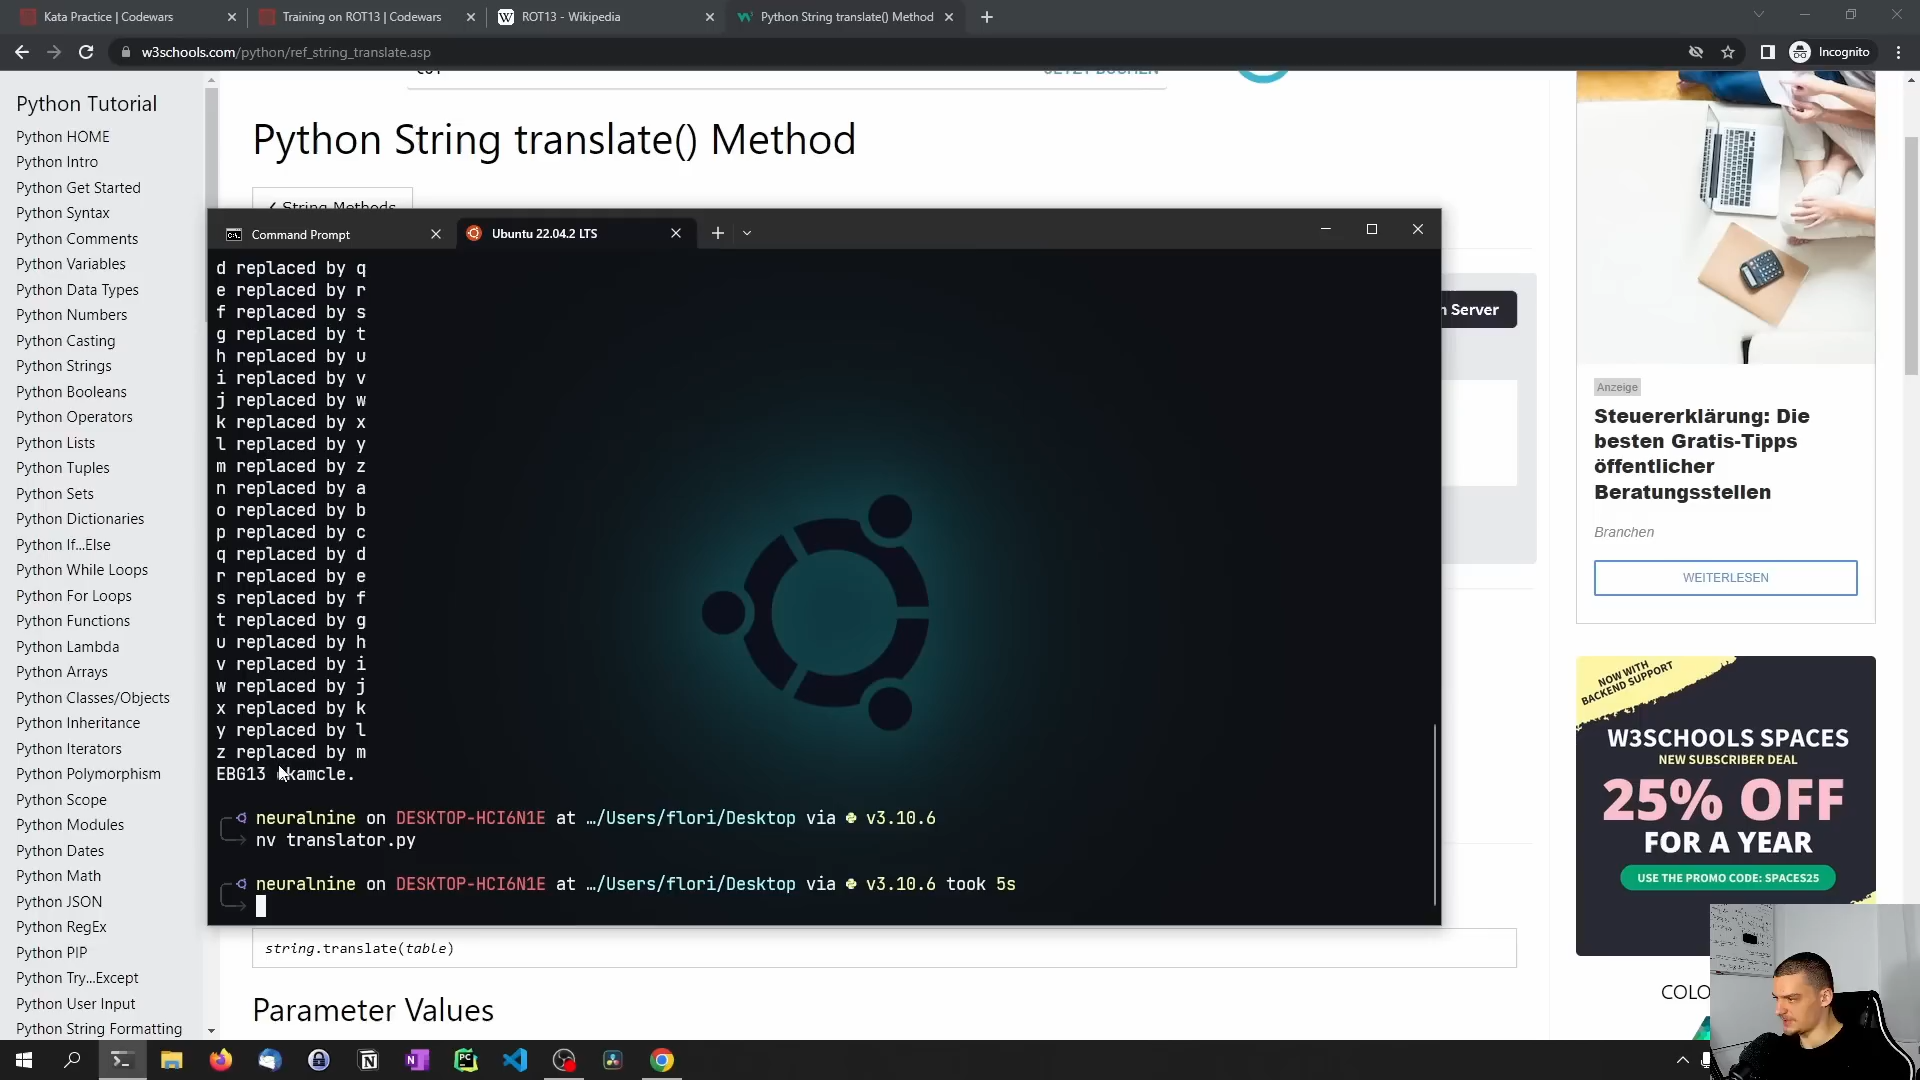 Kata Practice | Codewars
Training on ROT13 | Codewars
W ROT13 - Wikipedia
Python String translate() Method
w3schools.com/python/ref_string_translate.asp
Incognito
Python Tutorial
Python HOME
Python Intro
Python Get Started
Python Syntax
Python Comments
Python Variables
Python Data Types
Python Numbers
Python Casting
Python Strings
Python Booleans
Python Operators
Python Lists
Python Tuples
Python Sets
Python Dictionaries
Python If...Else
Python While Loops
Python For Loops
Python Functions
Python Lambda
Python Arrays
Python Classes/Objects
Python Inheritance
Python Iterators
Python Polymorphism
Python Scope
Python Modules
Python Dates
Python Math
Python JSON
Python RegEx
Python PIP
Python Try...Except
Python User Input
Python String Formatting
JETZT BUCHEN
Python String translate() Method
❮ String Methods
Command Prompt
Ubuntu 22.04.2 LTS
d replaced by q
e replaced by r
f replaced by s
g replaced by t
h replaced by u
i replaced by v
j replaced by w
k replaced by x
l replaced by y
m replaced by z
n replaced by a
o replaced by b
p replaced by c
q replaced by d
r replaced by e
s replaced by f
t replaced by g
u replaced by h
v replaced by i
w replaced by j
x replaced by k
y replaced by l
z replaced by m
EBG13 kamcle.
neuralnine on DESKTOP-HCI6N1E at …/Users/flori/Desktop via v3.10.6
nv translator.py
neuralnine on DESKTOP-HCI6N1E at …/Users/flori/Desktop via v3.10.6 took 5s
Server
string.translate(table)
Parameter Values
Anzeige
Steuererklärung: Die
besten Gratis-Tipps
öffentlicher
Beratungsstellen
Branchen
WEITERLESEN
NOW WITH
BACKEND SUPPORT
W3SCHOOLS SPACES
NEW SUBSCRIBER DEAL
25% OFF
FOR A YEAR
USE THE PROMO CODE: SPACES25
COLO